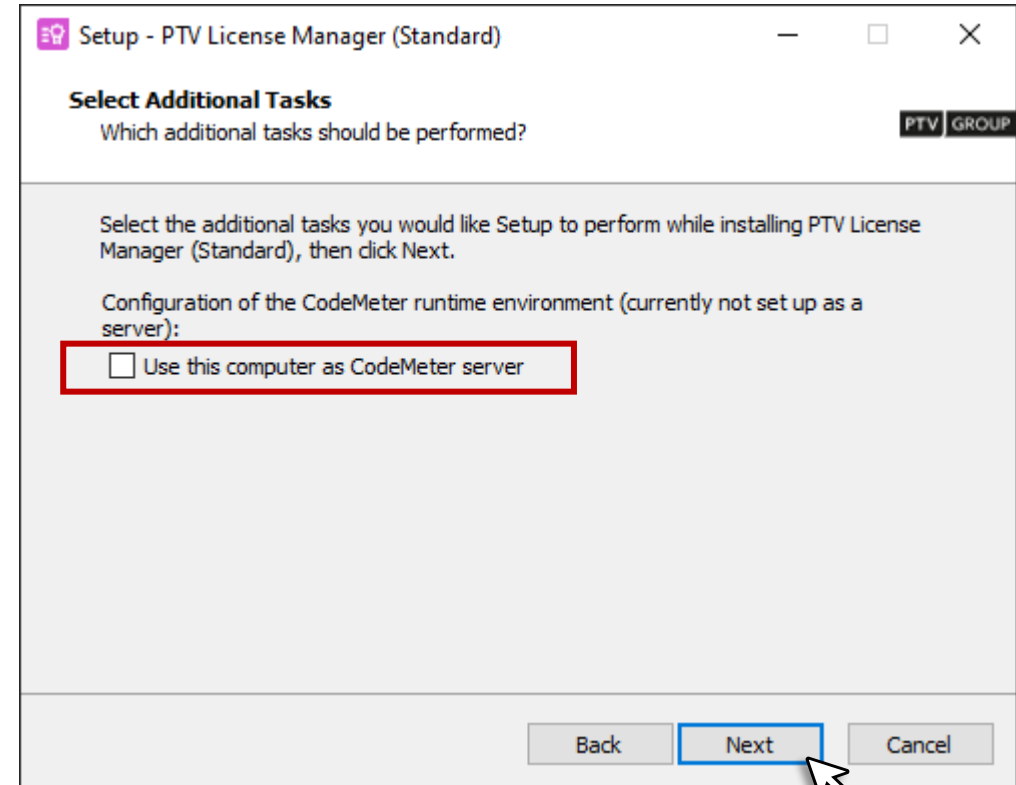 Setup - PTV License Manager (Standard)
Select Additional Tasks
Which additional tasks should be performed?
PTV GROUP
Select the additional tasks you would like Setup to perform while installing PTV License
Manager (Standard), then click Next.
Configuration of the CodeMeter runtime environment (currently not set up as a
server):
Use this computer as CodeMeter server
Back Next Cancel